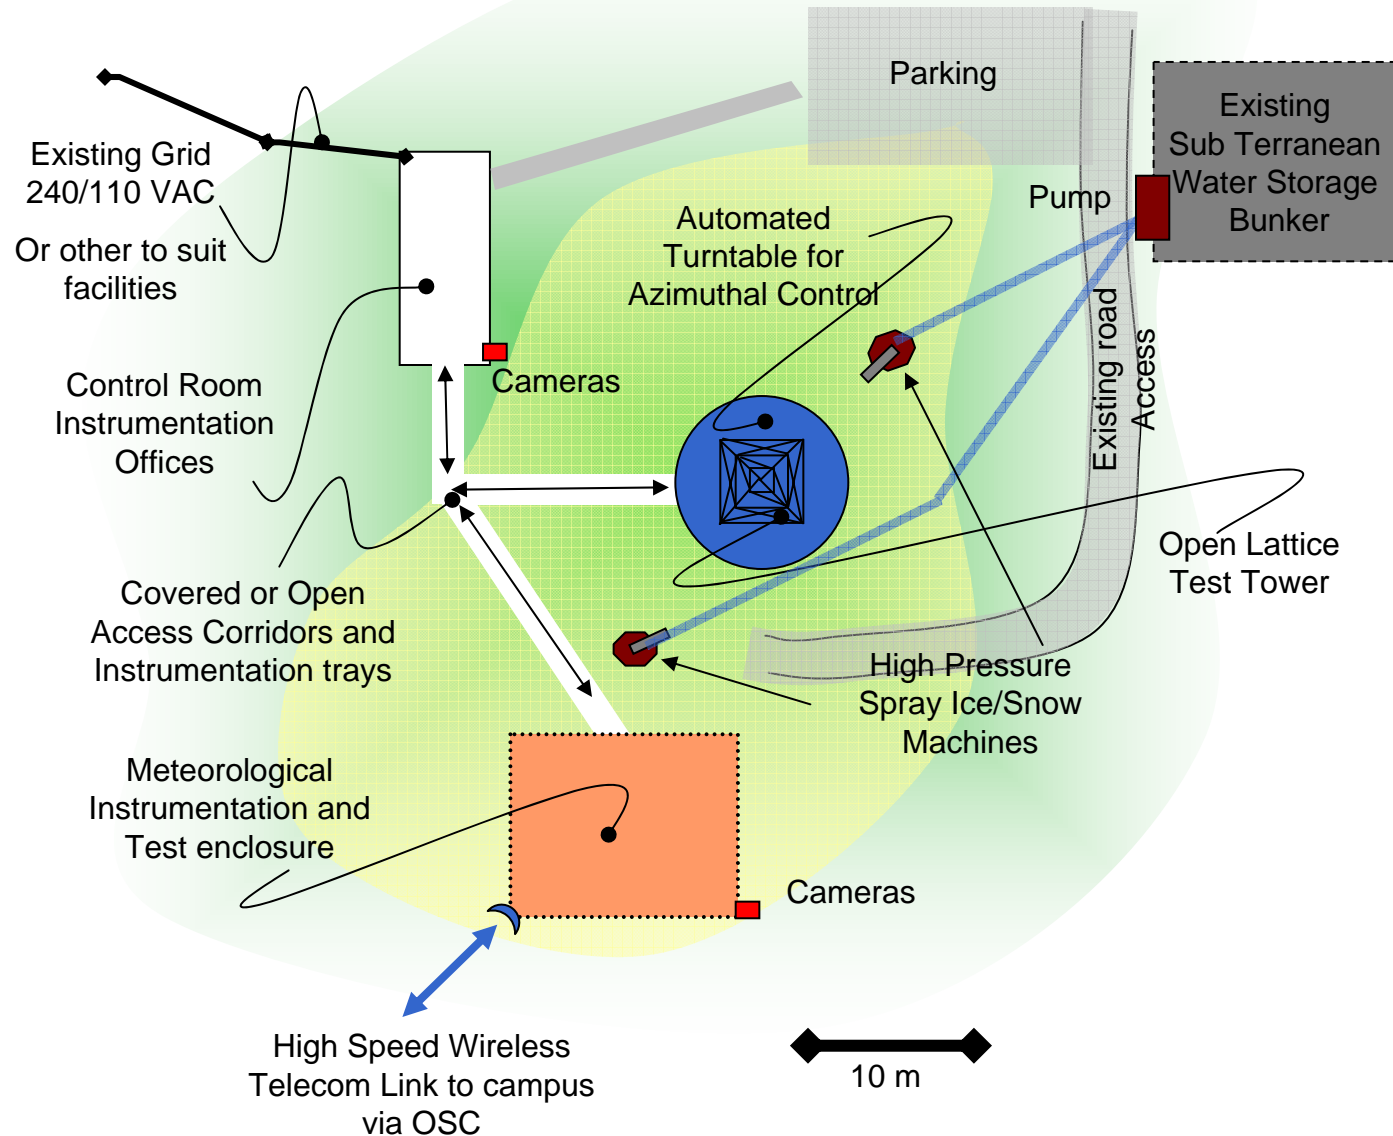 Parking
Existing
Sub Terranean
Water Storage
Bunker
Existing Grid
240/110 VAC
Or other to suit
facilities
Pump
Automated
Turntable for
Azimuthal Control
Cameras
Existing road
Access
Control Room
Instrumentation
Offices
Open Lattice
Test Tower
Covered or Open
Access Corridors and
Instrumentation trays
High Pressure
Spray Ice/Snow
Machines
Meteorological
Instrumentation and
Test enclosure
Cameras
High Speed Wireless
Telecom Link to campus
via OSC
10 m